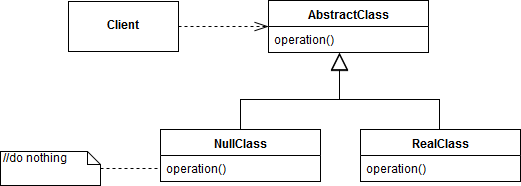 Client
AbstractClass
operation()
NullClass
RealClass
//do nothing
operation()
operation()